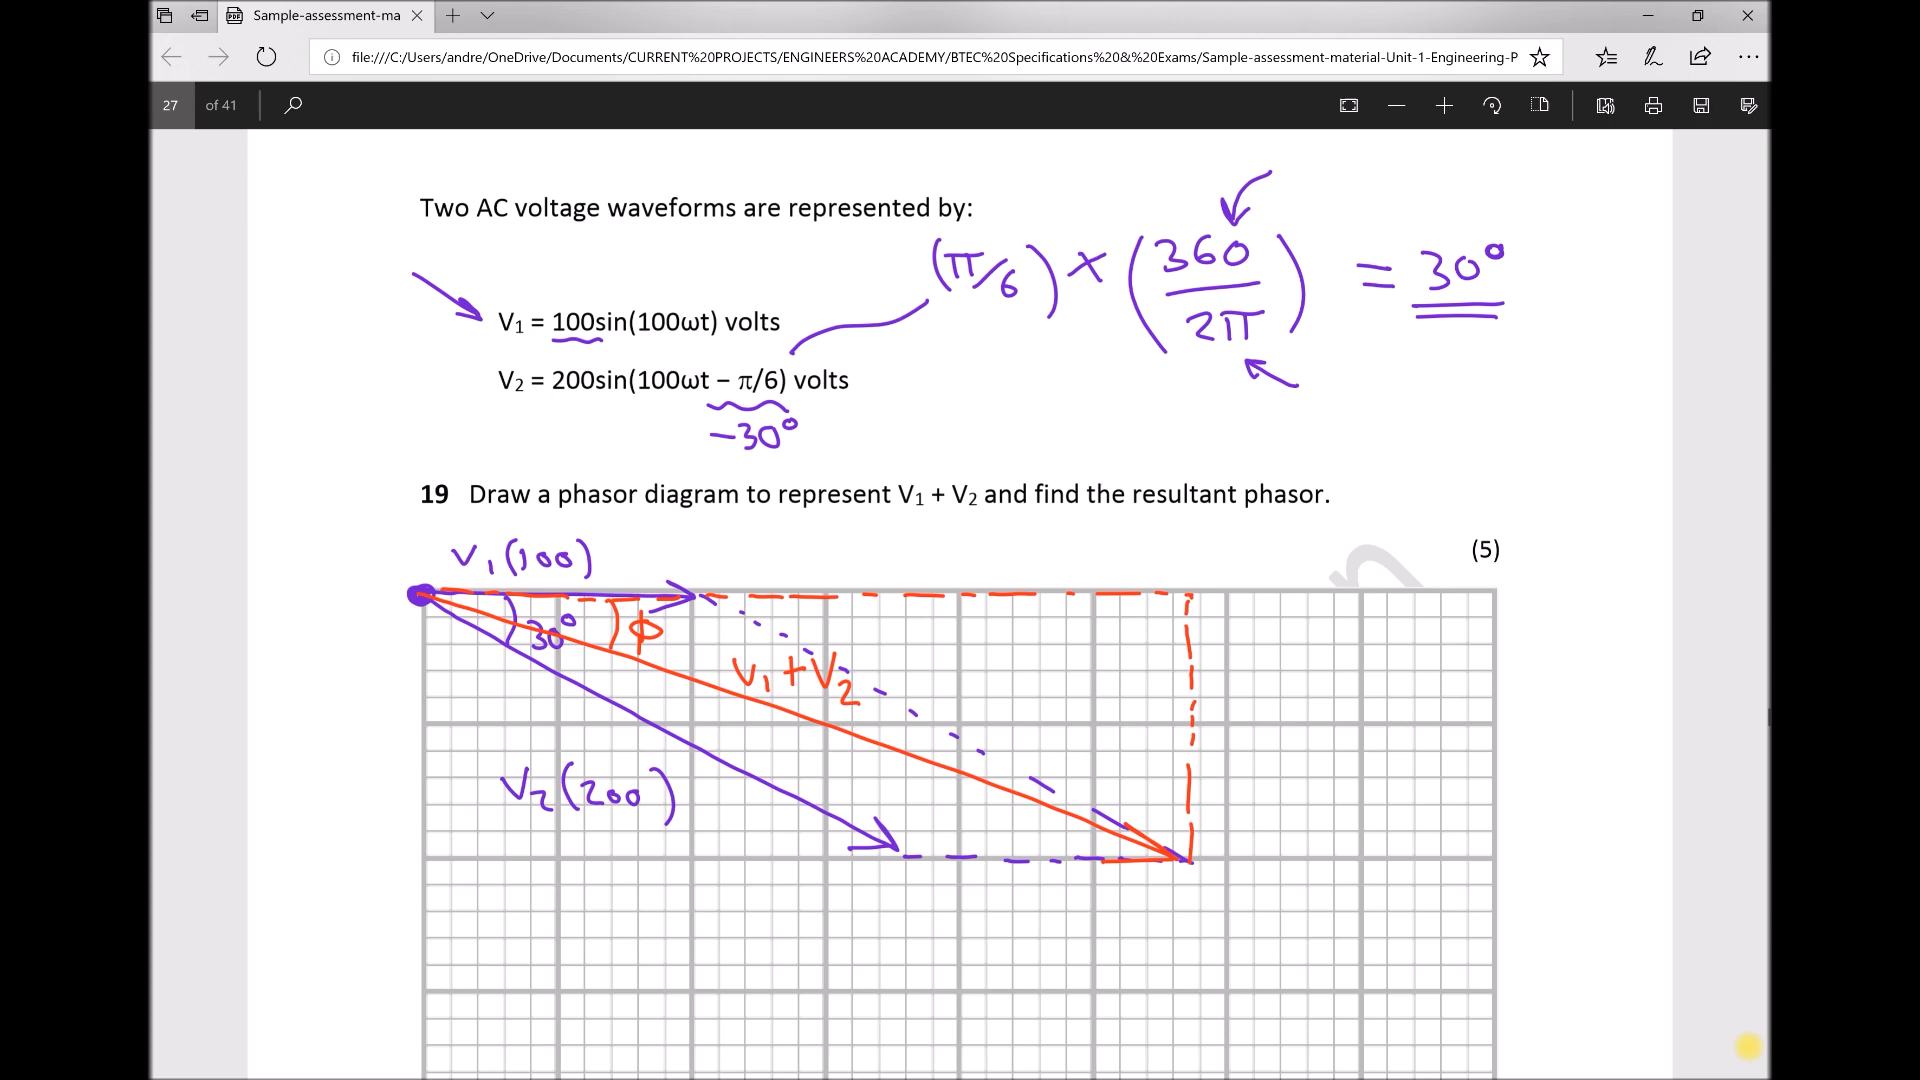 Sample-assessment-ma
file:///C:/Users/andre/OneDrive/Documents/CURRENT%20PROJECTS/ENGINEERS%20ACADEMY/BTEC%20Specifications%20&%20Exams/Sample-assessment-material-Unit-1-Engineering-P
27 of 41
Two AC voltage waveforms are represented by:
(π/6) × (360/2π) = 30°
V₁ = 100sin(100ωt) volts
V₂ = 200sin(100ωt − π/6) volts
−30°
19 Draw a phasor diagram to represent V₁ + V₂ and find the resultant phasor.
(5)
V₁(100)
30° ϕ
V₁+V₂
V₂(200)
n